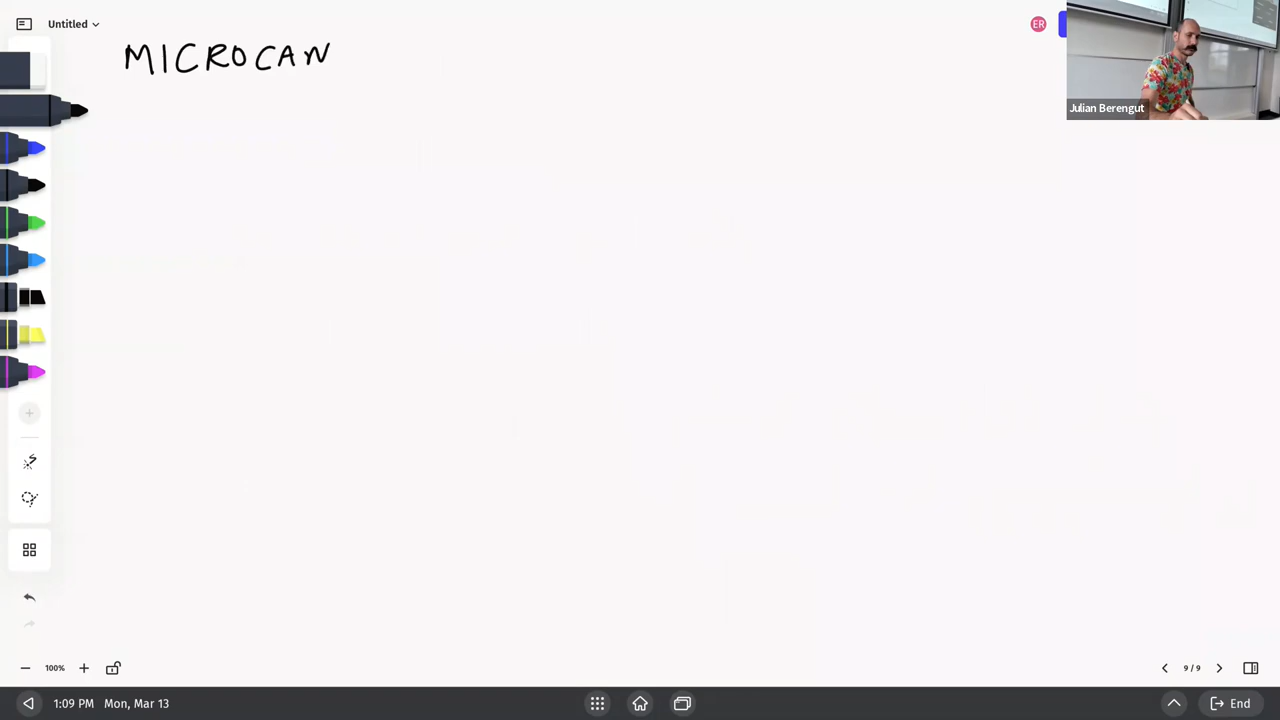 Untitled
MICROCAN
ER
Julian Berengut
100%
9 / 9
1:09 PM Mon, Mar 13
End